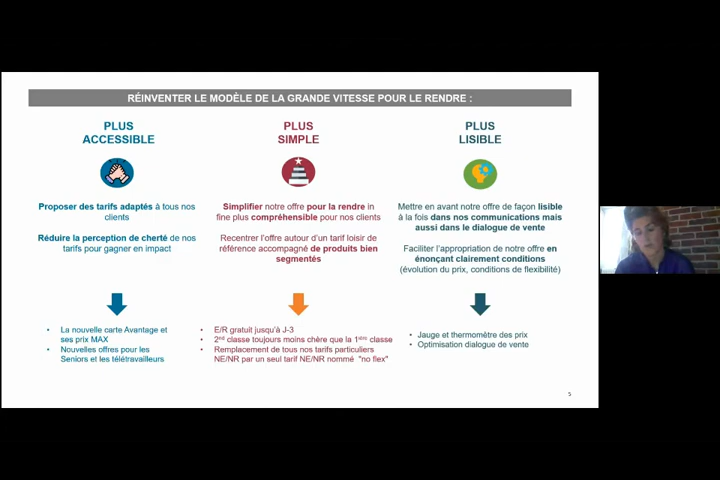 RÉINVENTER LE MODÈLE DE LA GRANDE VITESSE POUR LE RENDRE :
PLUS
ACCESSIBLE
Proposer des tarifs adaptés à tous nos
clients
Réduire la perception de cherté de nos
tarifs pour gagner en impact
La nouvelle carte Avantage et
ses prix MAX
Nouvelles offres pour les
Seniors et les télétravailleurs
PLUS
SIMPLE
Simplifier notre offre pour la rendre in
fine plus compréhensible pour nos clients
Recentrer l'offre autour d'un tarif loisir de
référence accompagné de produits bien
segmentés
E/R gratuit jusqu'à J-3
2nd classe toujours moins chère que la 1ière classe
Remplacement de tous nos tarifs particuliers
NE/NR par un seul tarif NE/NR nommé "no flex"
PLUS
LISIBLE
Mettre en avant notre offre de façon lisible
à la fois dans nos communications mais
aussi dans le dialogue de vente
Faciliter l'appropriation de notre offre en
énonçant clairement conditions
(évolution du prix, conditions de flexibilité)
Jauge et thermomètre des prix
Optimisation dialogue de vente
5